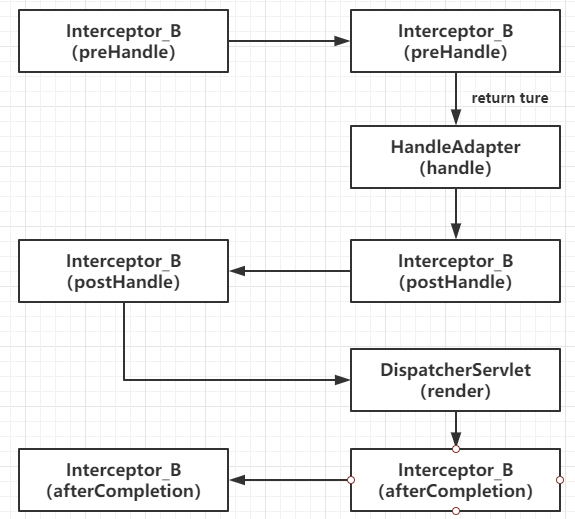 Interceptor_B
(preHandle)
Interceptor_B
(preHandle)
return ture
HandleAdapter
(handle)
Interceptor_B
(postHandle)
Interceptor_B
(postHandle)
DispatcherServlet
(render)
Interceptor_B
(afterCompletion)
Interceptor_B
(afterCompletion)